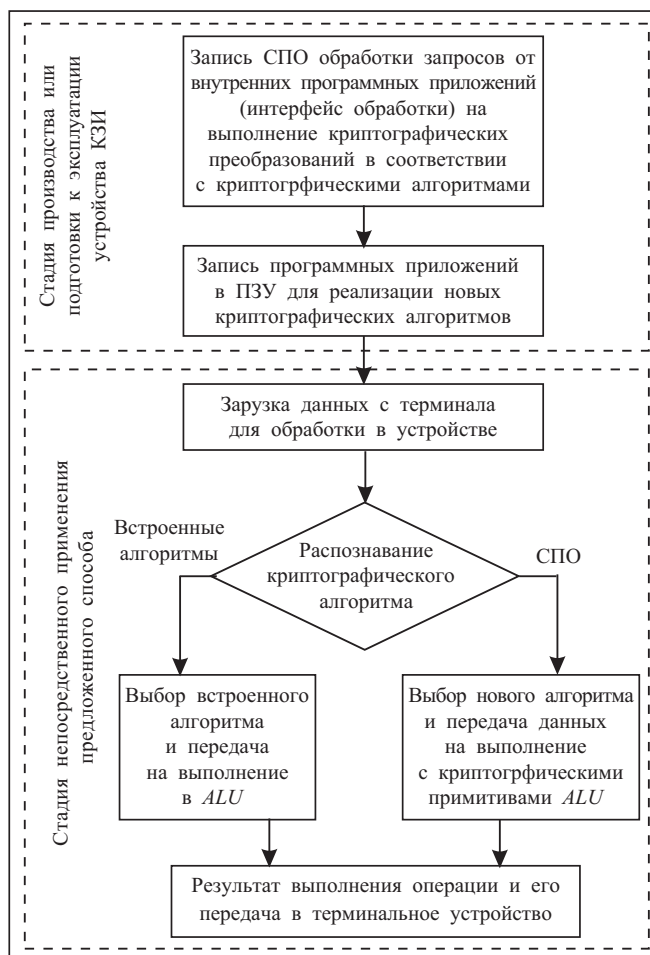 Стадия производства или
подготовки к эксплуатации
устройства КЗИ
Запись СПО обработки запросов от
внутренних программных приложений
(интерфейс обработки) на
выполнение криптографических
преобразований в соответствии
с криптогрфическими алгоритмами
Запись программных приложений
в ПЗУ для реализации новых
криптографических алгоритмов
Стадия непосредственного применения
предложенного способа
Зарузка данных с терминала
для обработки в устройстве
Встроенные
алгоритмы
Распознавание
криптографического
алгоритма
СПО
Выбор встроенного
алгоритма
и передача
на выполнение
в ALU
Выбор нового алгоритма
и передача данных
на выполнение
с криптогрфическими
примитивами ALU
Результат выполнения операции и его
передача в терминальное устройство